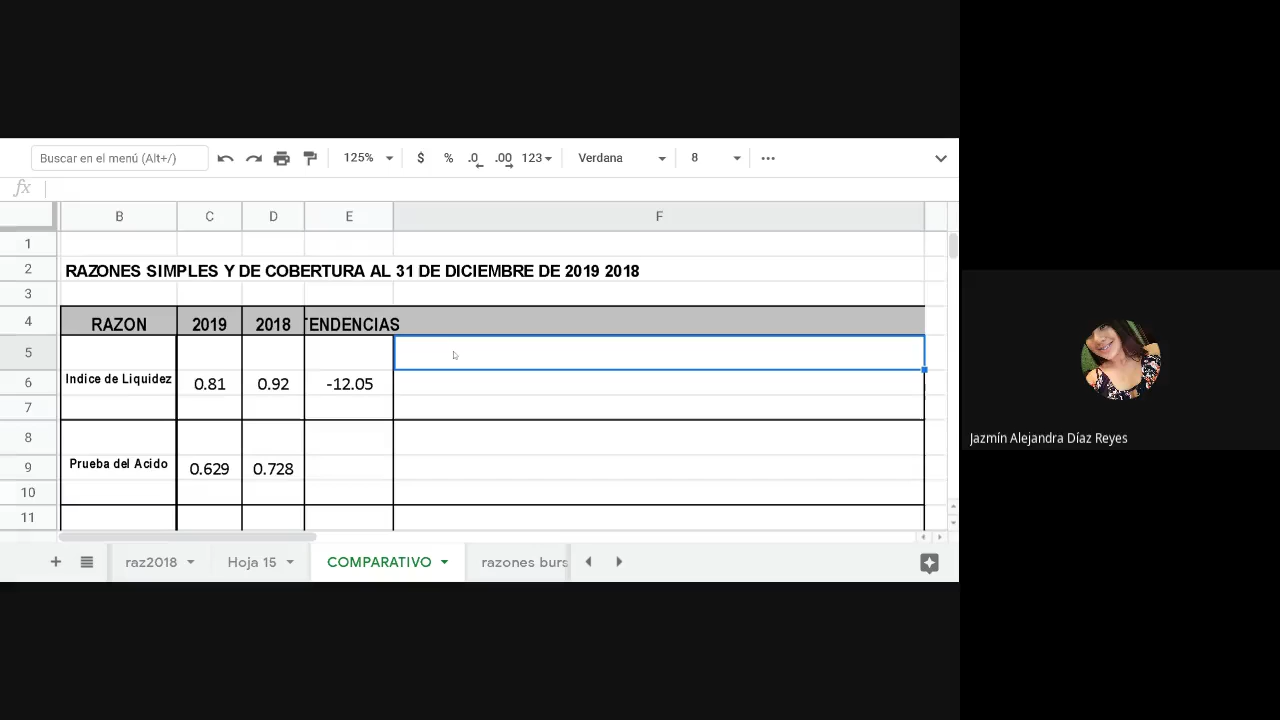 Buscar en el menú (Alt+/) 125% $ % .0 .00 123 Verdana 8
fx
B C D E F
1
2 RAZONES SIMPLES Y DE COBERTURA AL 31 DE DICIEMBRE DE 2019 2018
3
4 RAZON 2019 2018 TENDENCIAS
5
6 Indice de Liquidez 0.81 0.92 -12.05
7
8
9 Prueba del Acido 0.629 0.728
10
11
raz2018 Hoja 15 COMPARATIVO razones burs
Jazmín Alejandra Díaz Reyes